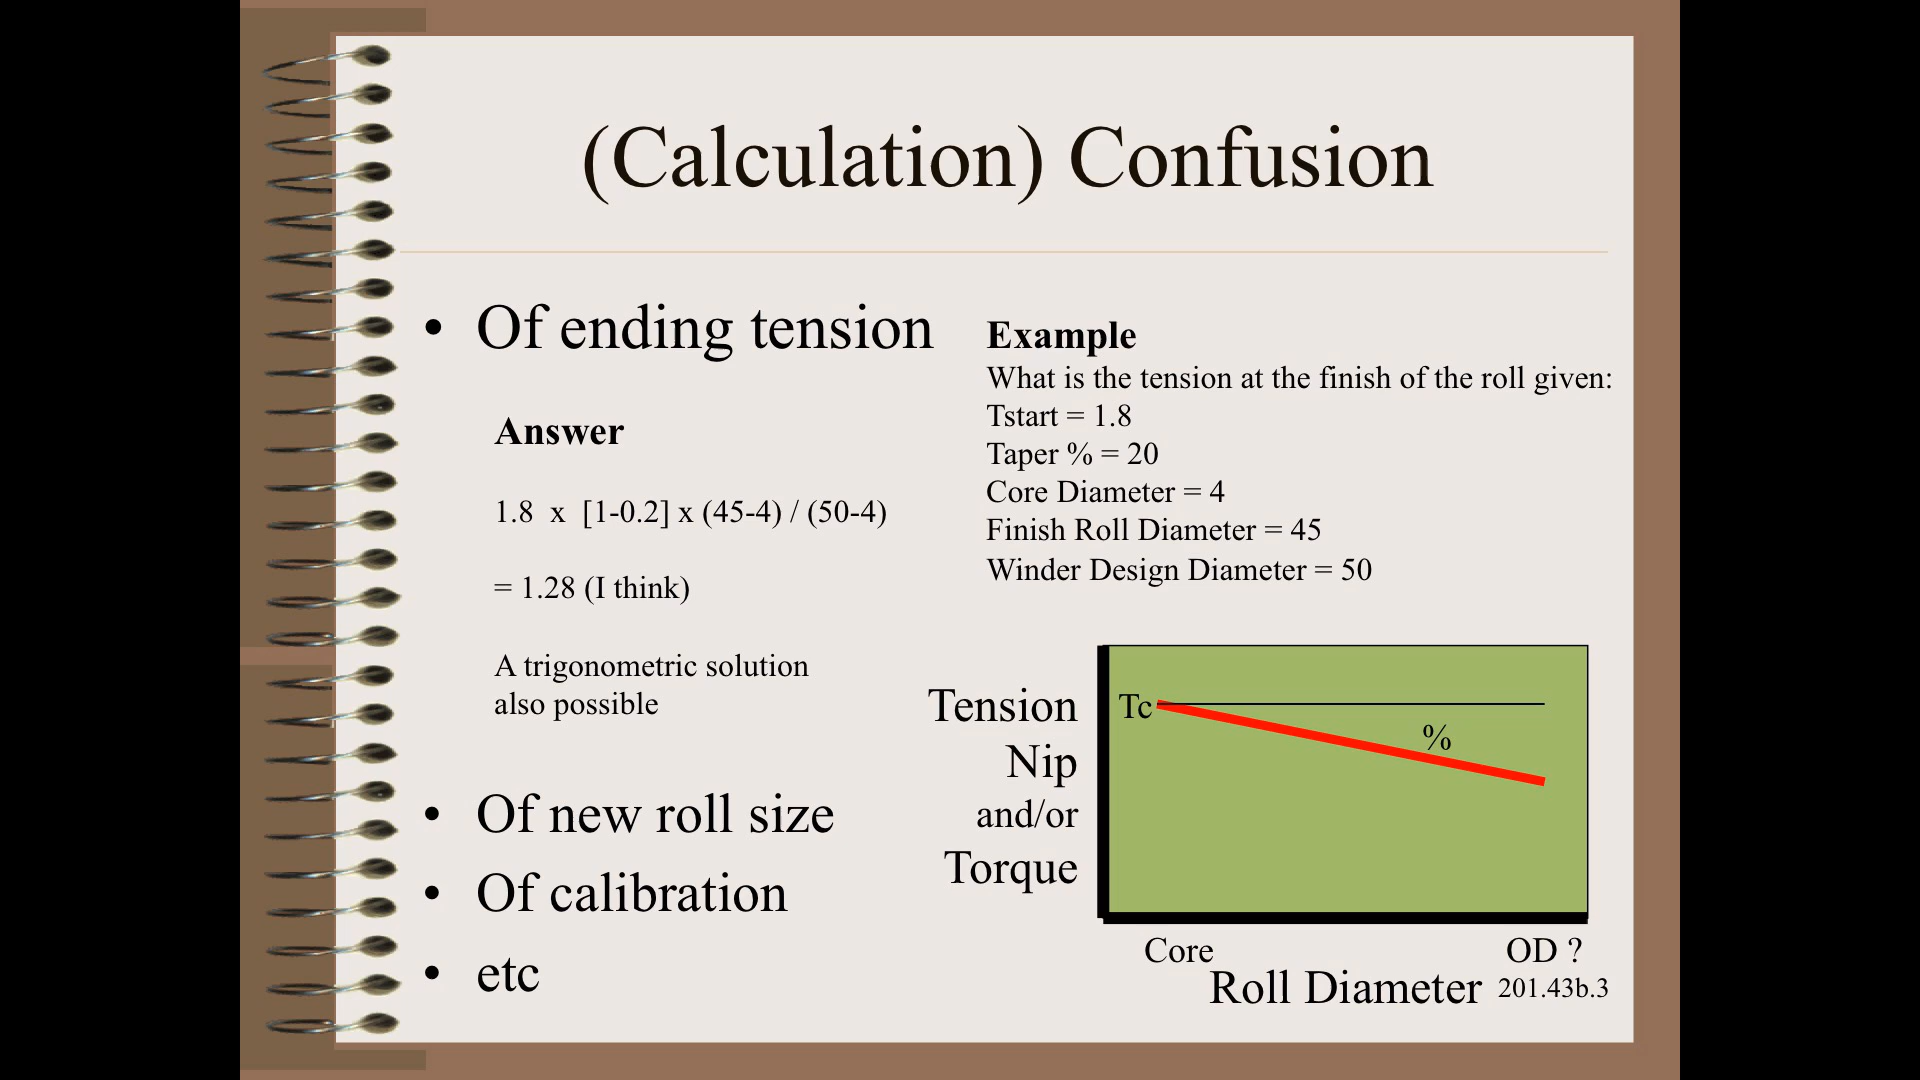 (Calculation) Confusion
• Of ending tension
Answer
1.8 x [1-0.2] x (45-4) / (50-4)
= 1.28 (I think)
A trigonometric solution
also possible
• Of new roll size
• Of calibration
• etc
Example
What is the tension at the finish of the roll given:
Tstart = 1.8
Taper % = 20
Core Diameter = 4
Finish Roll Diameter = 45
Winder Design Diameter = 50
Tension
Nip
and/or
Torque
Tc
%
Core
OD ?
Roll Diameter
201.43b.3